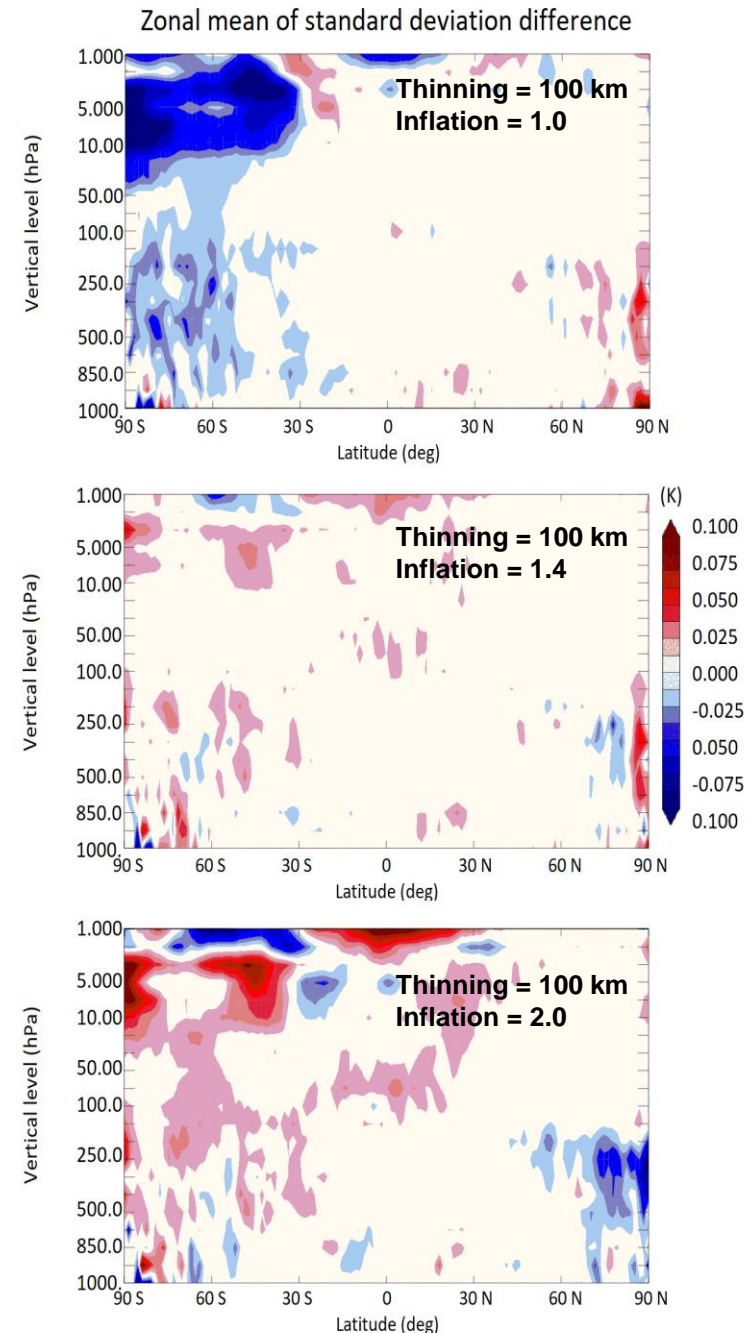 Zonal mean of standard deviation difference
Vertical level (hPa)
1.000
5.000
10.00
50.00
100.0
250.0
500.0
850.0
1000.
Thinning = 100 km
Inflation = 1.0
90 S 60 S 30 S 0 30 N 60 N 90 N
Latitude (deg)
Vertical level (hPa)
1.000
5.000
10.00
50.00
100.0
250.0
500.0
850.0
1000.
Thinning = 100 km
Inflation = 1.4
90 S 60 S 30 S 0 30 N 60 N 90 N
Latitude (deg)
(K)
0.100
0.075
0.050
0.025
0.000
-0.025
0.050
-0.075
0.100
Vertical level (hPa)
1.000
5.000
10.00
50.00
100.0
250.0
500.0
850.0
1000.
Thinning = 100 km
Inflation = 2.0
90 S 60 S 30 S 0 30 N 60 N 90 N
Latitude (deg)